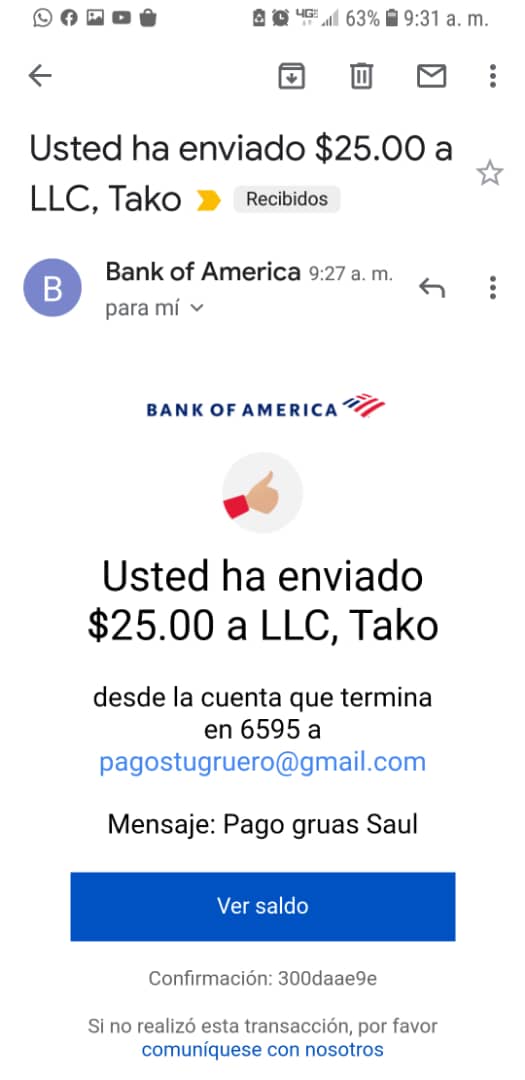 4G 63% 9:31 a. m.
Usted ha enviado $25.00 a
LLC, Tako Recibidos
B
Bank of America 9:27 a. m.
para mí
BANK OF AMERICA
Usted ha enviado
$25.00 a LLC, Tako
desde la cuenta que termina
en 6595 a
pagostugruero@gmail.com
Mensaje: Pago gruas Saul
Ver saldo
Confirmación: 300daae9e
Si no realizó esta transacción, por favor
comuníquese con nosotros